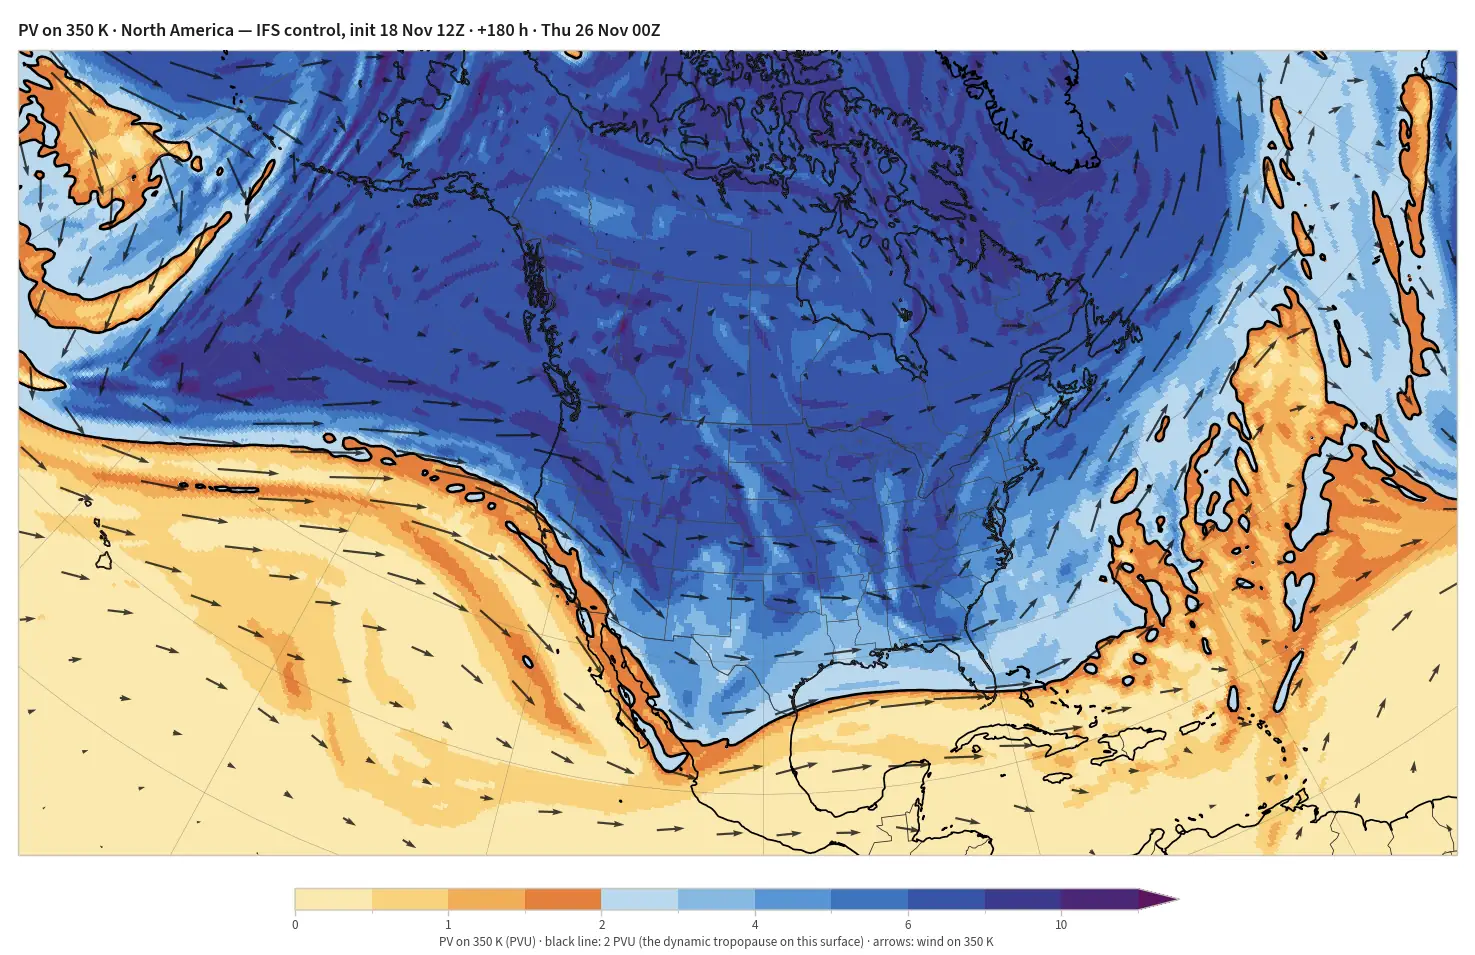 PV on 350 K · North America — IFS control, init 18 Nov 12Z · +180 h · Thu 26 Nov 00Z
0 1 2 4 6 10
PV on 350 K (PVU) · black line: 2 PVU (the dynamic tropopause on this surface) · arrows: wind on 350 K